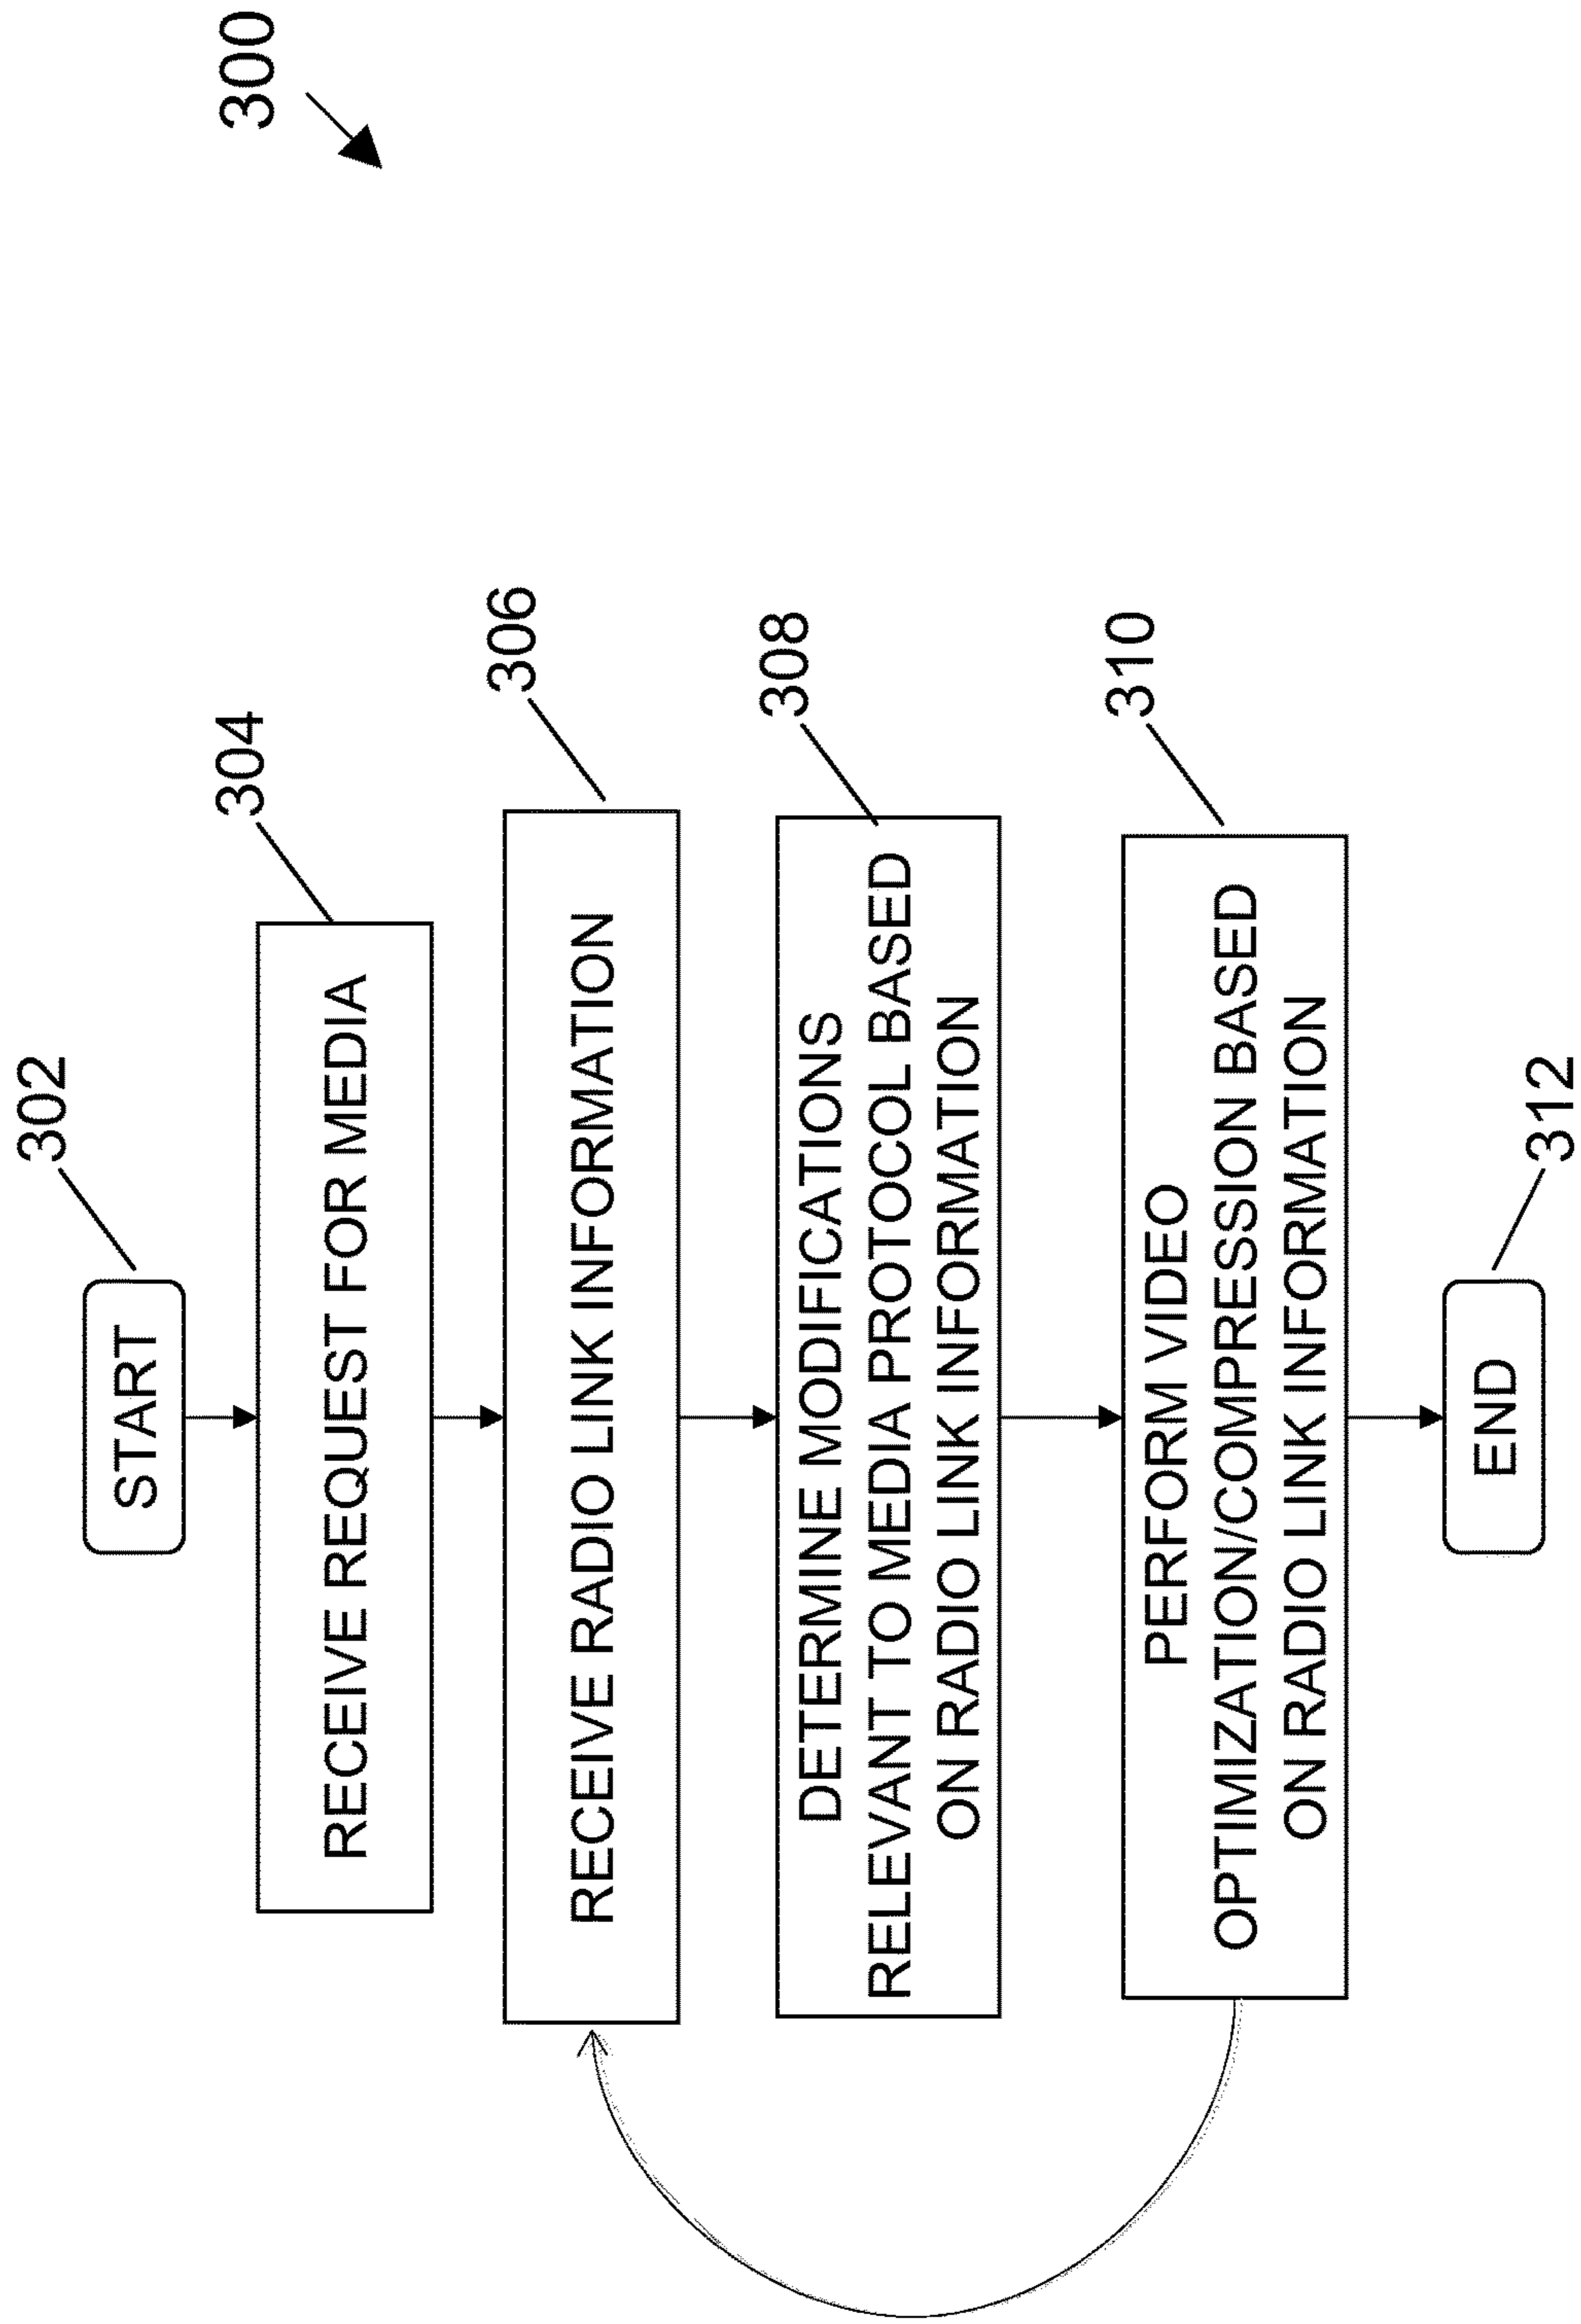 300
302
START
304
RECEIVE REQUEST FOR MEDIA
306
RECEIVE RADIO LINK INFORMATION
308
DETERMINE MODIFICATIONS
RELEVANT TO MEDIA PROTOCOL BASED
ON RADIO LINK INFORMATION
310
PERFORM VIDEO
OPTIMIZATION/COMPRESSION BASED
ON RADIO LINK INFORMATION
312
END